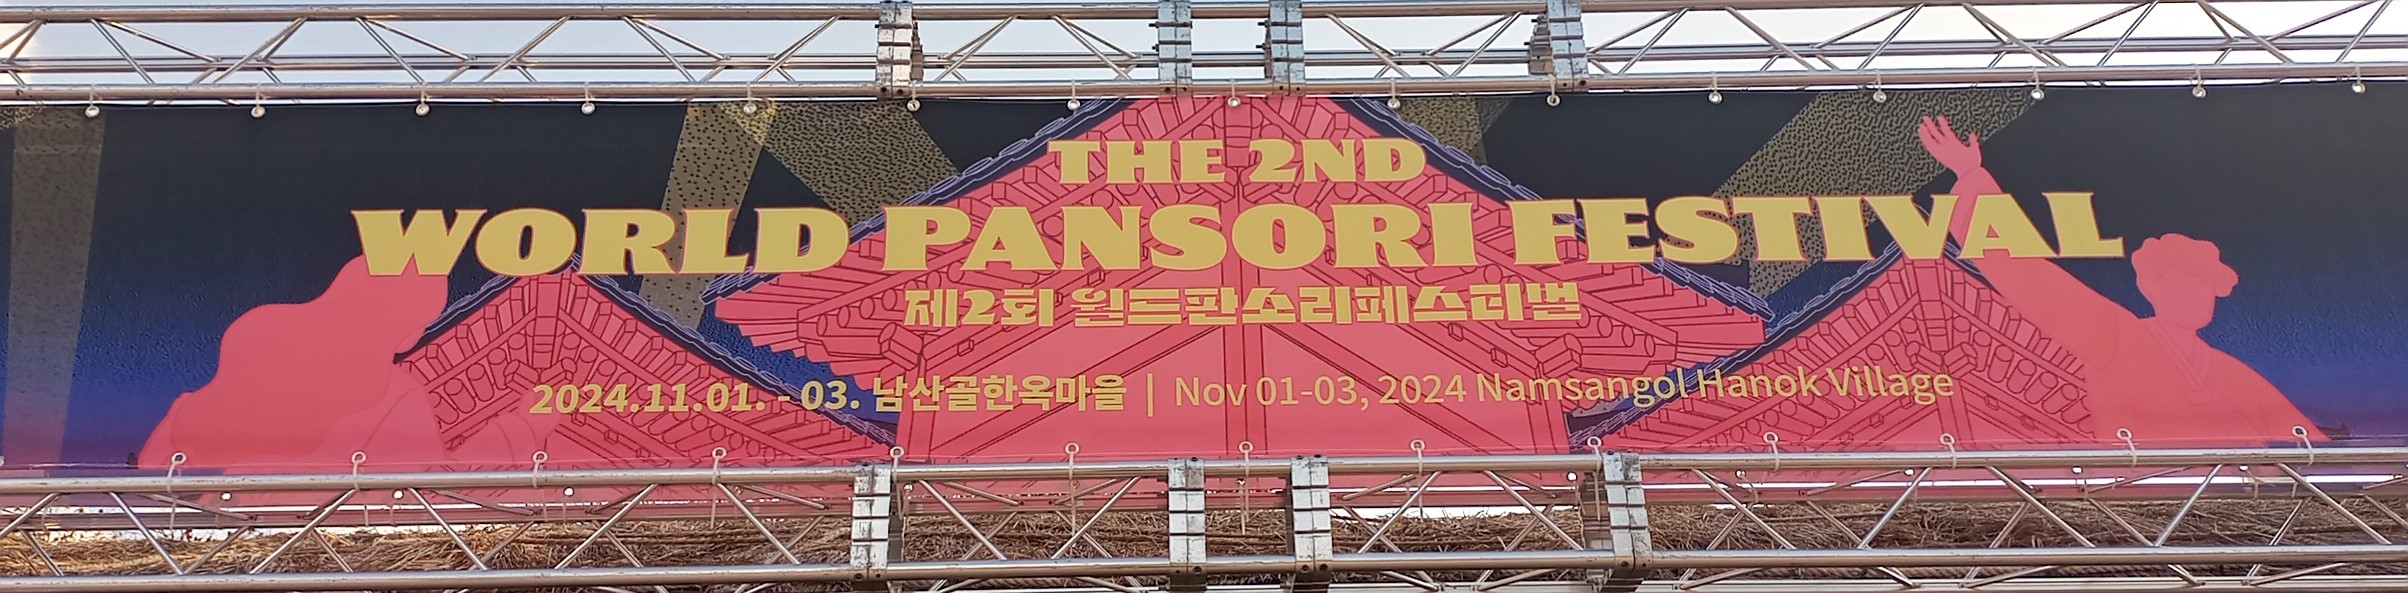 THE 2ND
WORLD PANSORI FESTIVAL
제2회 월드판소리페스티벌
2024.11.01. - 03. 남산골한옥마을 | Nov 01-03, 2024 Namsangol Hanok Village